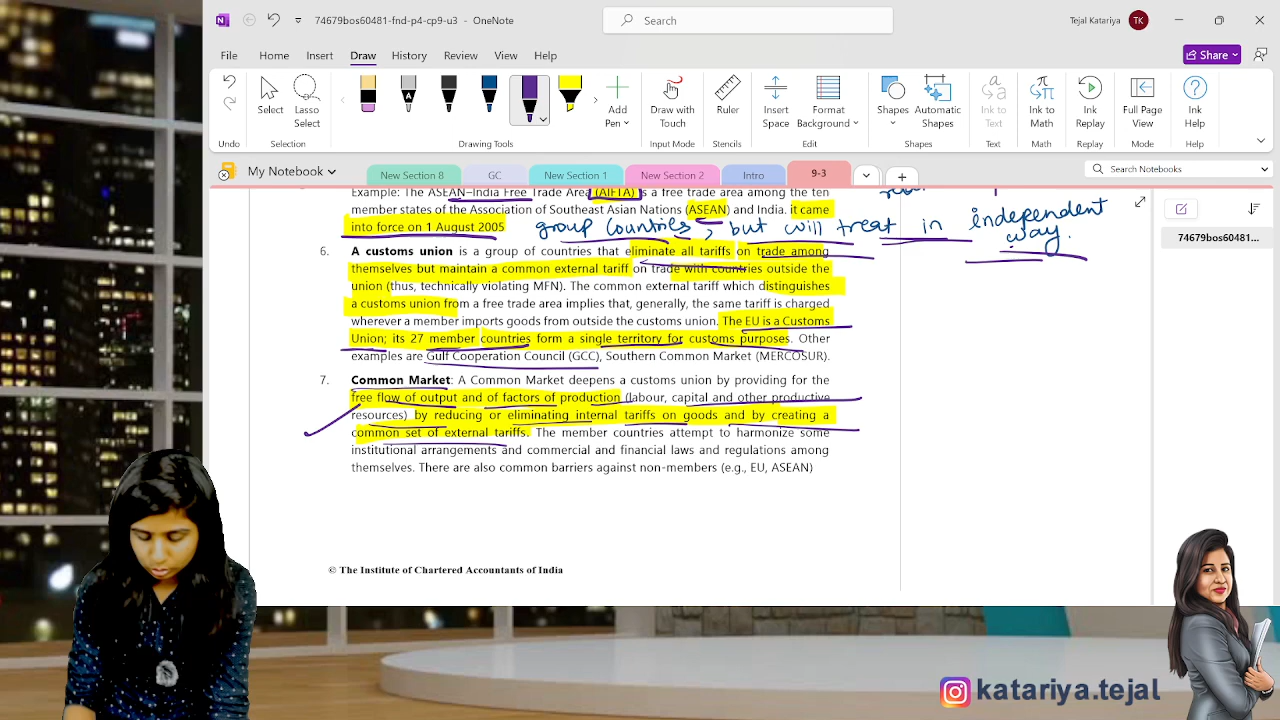 74679bos60481-fnd-p4-cp9-u3 - OneNote
Search
Tejal Katariya
TK
File Home Insert Draw History Review View Help
Share
Select
Lasso Select
Add Pen
Draw with Touch
Ruler
Insert Space
Format Background
Shapes
Automatic Shapes
Ink to Text
Ink to Math
Ink Replay
Full Page View
Ink Help
Undo
Selection
Drawing Tools
Input Mode
Stencils
Edit
Shapes
Math
Replay
View
Help
My Notebook
New Section 8
GC
New Section 1
New Section 2
Intro
9-3
Search Notebooks
74679bos60481...
Example: The ASEAN–India Free Trade Area (AIFTA) is a free trade area among the ten
member states of the Association of Southeast Asian Nations (ASEAN) and India. it came
into force on 1 August 2005
group Countries, but will treat in independent
way.
6. A customs union is a group of countries that eliminate all tariffs on trade among
themselves but maintain a common external tariff on trade with countries outside the
union (thus, technically violating MFN). The common external tariff which distinguishes
a customs union from a free trade area implies that, generally, the same tariff is charged
wherever a member imports goods from outside the customs union. The EU is a Customs
Union; its 27 member countries form a single territory for customs purposes. Other
examples are Gulf Cooperation Council (GCC), Southern Common Market (MERCOSUR).
7. Common Market: A Common Market deepens a customs union by providing for the
free flow of output and of factors of production (labour, capital and other productive
resources) by reducing or eliminating internal tariffs on goods and by creating a
common set of external tariffs. The member countries attempt to harmonize some
institutional arrangements and commercial and financial laws and regulations among
themselves. There are also common barriers against non-members (e.g., EU, ASEAN)
© The Institute of Chartered Accountants of India
katariya.tejal